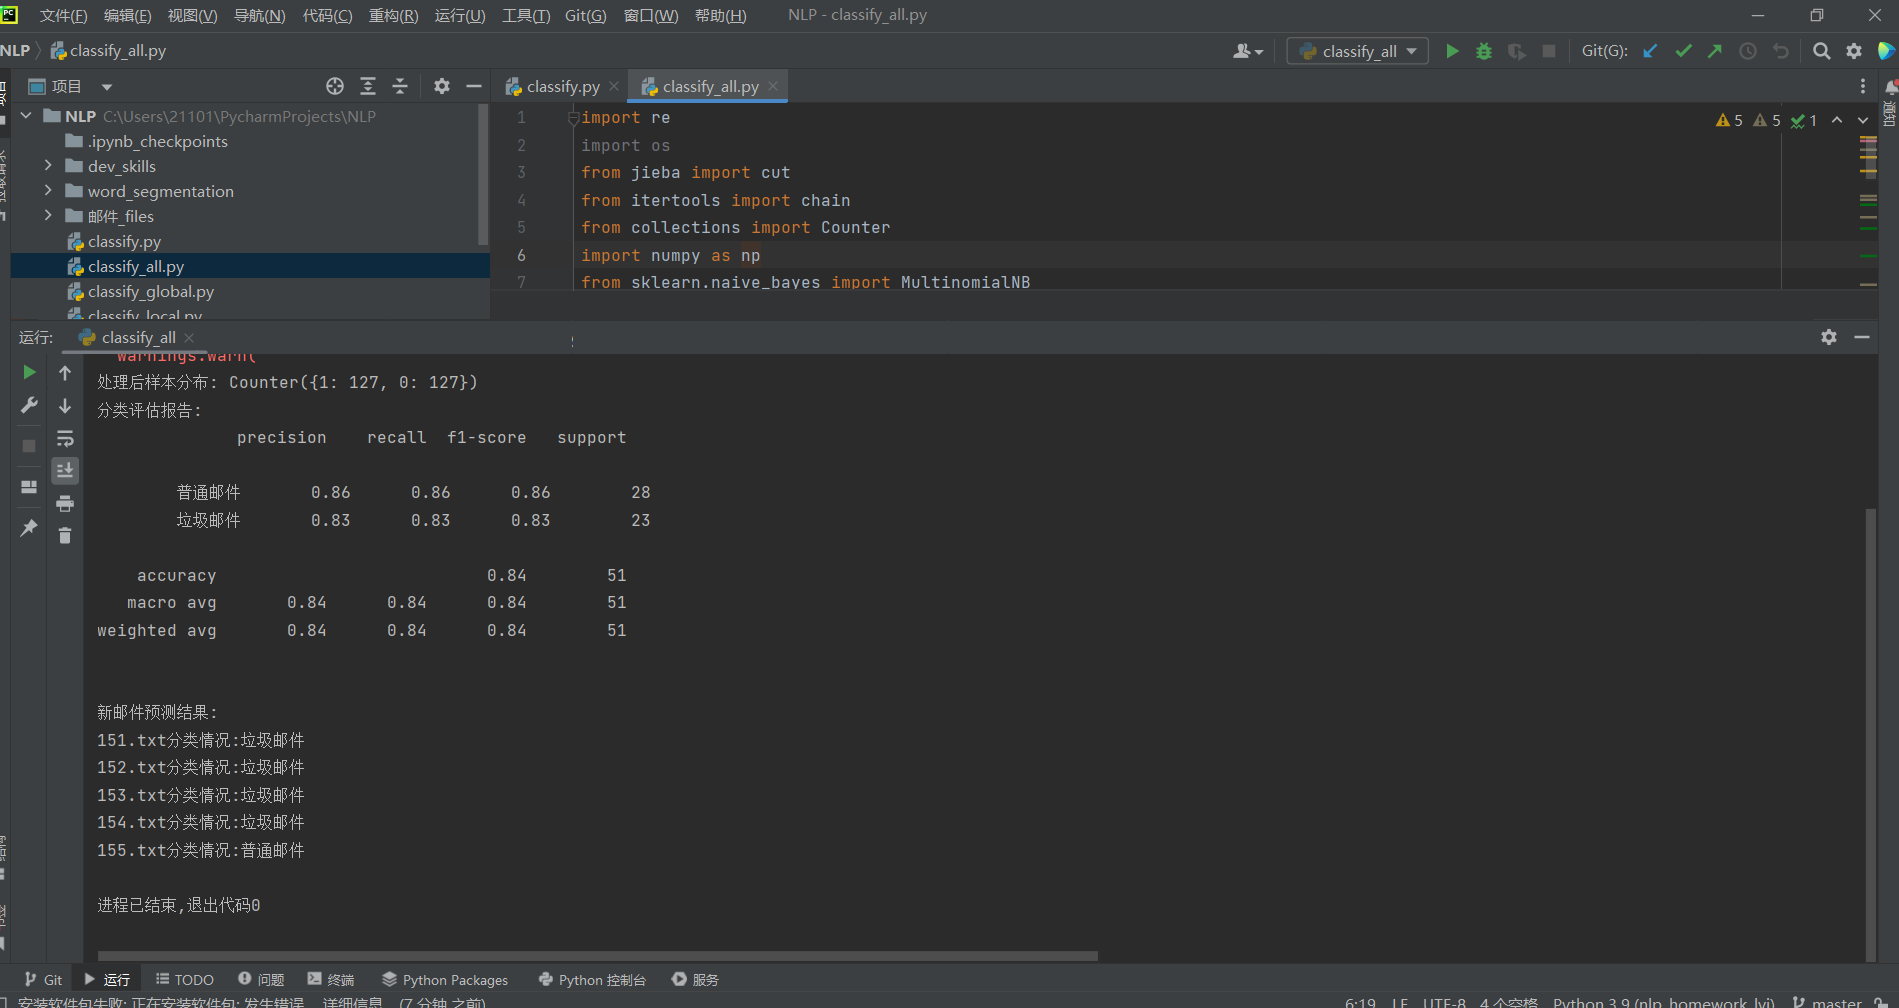 文件(F) 编辑(E) 视图(V) 导航(N) 代码(C) 重构(R) 运行(U) 工具(T) Git(G) 窗口(W) 帮助(H) NLP - classify_all.py
NLP classify_all.py classify_all Git(G):
项目 classify.py classify_all.py
NLP C:\Users\21101\PycharmProjects\NLP
.ipynb_checkpoints
dev_skills
word_segmentation
邮件_files
classify.py
classify_all.py
classify_global.py
classify_local.py
1 import re
2 import os
3 from jieba import cut
4 from itertools import chain
5 from collections import Counter
6 import numpy as np
7 from sklearn.naive_bayes import MultinomialNB
5 5 1
通知
运行: classify_all
warnings.warn(
处理后样本分布: Counter({1: 127, 0: 127})
分类评估报告:
precision recall f1-score support
普通邮件 0.86 0.86 0.86 28
垃圾邮件 0.83 0.83 0.83 23
accuracy 0.84 51
macro avg 0.84 0.84 0.84 51
weighted avg 0.84 0.84 0.84 51
新邮件预测结果:
151.txt分类情况:垃圾邮件
152.txt分类情况:垃圾邮件
153.txt分类情况:垃圾邮件
154.txt分类情况:垃圾邮件
155.txt分类情况:普通邮件
进程已结束,退出代码0
Git 运行 TODO 问题 终端 Python Packages Python 控制台 服务
安装软件包失败: 正在安装软件包: 发生错误 详细信息 (7 分钟 之前) 6:19 LF UTF-8 4 个空格 Python 3.9 (nlp_homework_lyj) master